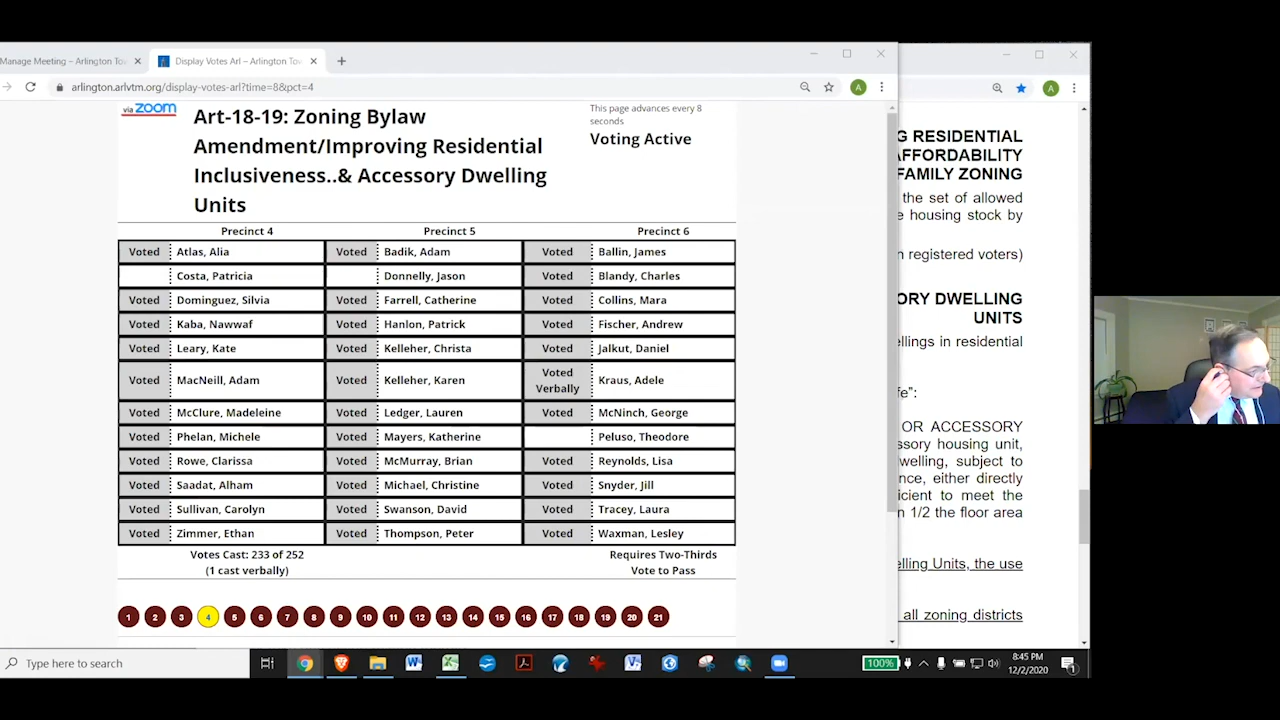 Manage Meeting – Arlington Tov
Display Votes Arl – Arlington Tow
arlington.arlvtm.org/display-votes-arl?time=8&pct=4
A
A
via zoom
Art-18-19: Zoning Bylaw
Amendment/Improving Residential
Inclusiveness..& Accessory Dwelling
Units
This page advances every 8
seconds
Voting Active
Precinct 4 Precinct 5 Precinct 6
Voted Atlas, Alia Voted Badik, Adam Voted Ballin, James
Costa, Patricia Donnelly, Jason Voted Blandy, Charles
Voted Dominguez, Silvia Voted Farrell, Catherine Voted Collins, Mara
Voted Kaba, Nawwaf Voted Hanlon, Patrick Voted Fischer, Andrew
Voted Leary, Kate Voted Kelleher, Christa Voted Jalkut, Daniel
Voted MacNeill, Adam Voted Kelleher, Karen Voted Verbally Kraus, Adele
Voted McClure, Madeleine Voted Ledger, Lauren Voted McNinch, George
Voted Phelan, Michele Voted Mayers, Katherine Peluso, Theodore
Voted Rowe, Clarissa Voted McMurray, Brian Voted Reynolds, Lisa
Voted Saadat, Alham Voted Michael, Christine Voted Snyder, Jill
Voted Sullivan, Carolyn Voted Swanson, David Voted Tracey, Laura
Voted Zimmer, Ethan Voted Thompson, Peter Voted Waxman, Lesley
Votes Cast: 233 of 252
(1 cast verbally)
Requires Two-Thirds
Vote to Pass
1 2 3 4 5 6 7 8 9 10 11 12 13 14 15 16 17 18 19 20 21
G RESIDENTIAL
AFFORDABILITY
FAMILY ZONING
the set of allowed
e housing stock by
n registered voters)
ORY DWELLING
UNITS
ellings in residential
fe":
OR ACCESSORY
ssory housing unit,
welling, subject to
nce, either directly
icient to meet the
n 1/2 the floor area
elling Units, the use
all zoning districts
Type here to search
100%
8:45 PM
12/2/2020
1